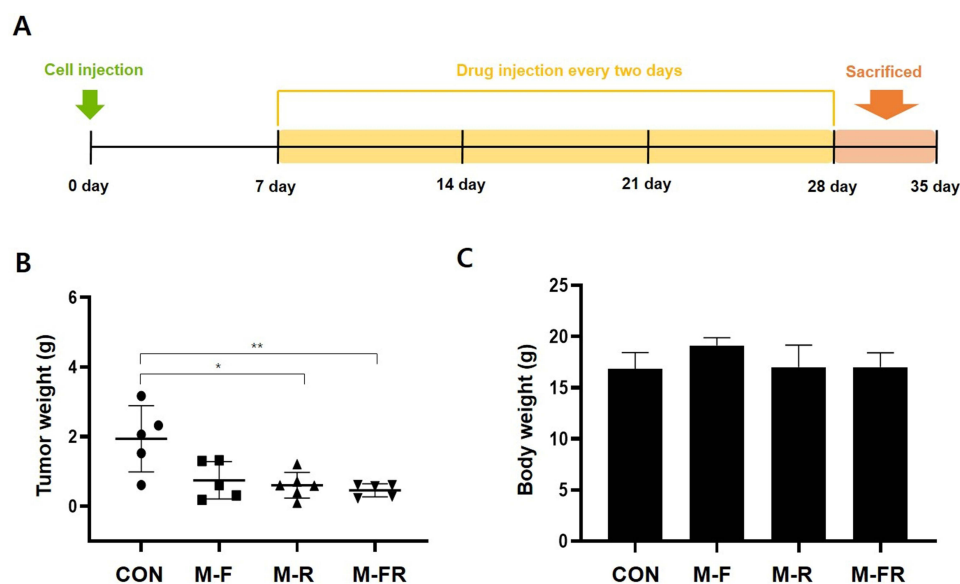 A
Cell injection
Drug injection every two days
Sacrificed
0 day
7 day
14 day
21 day
28 day
35 day
B
Tumor weight (g)
6
4
2
0
**
*
CON
M-F
M-R
M-FR
C
Body weight (g)
25
20
15
10
5
0
CON
M-F
M-R
M-FR